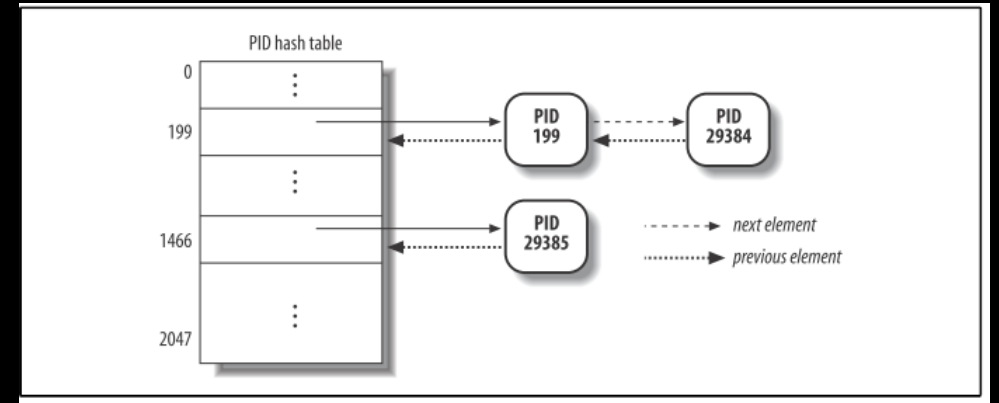 PID hash table
0
199
1466
2047
PID
199
PID
29384
PID
29385
next element
previous element